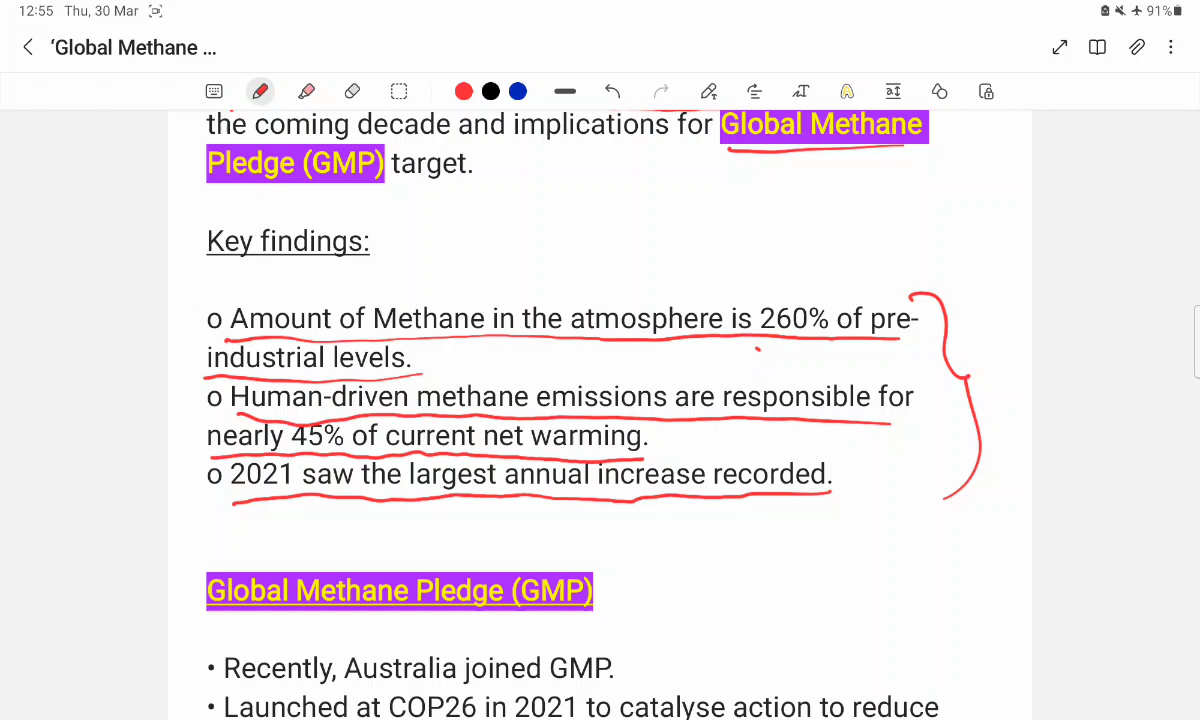 12:55 Thu, 30 Mar
91%
‘Global Methane ...
the coming decade and implications for Global Methane
Pledge (GMP) target.
Key findings:
o Amount of Methane in the atmosphere is 260% of pre-
industrial levels.
o Human-driven methane emissions are responsible for
nearly 45% of current net warming.
o 2021 saw the largest annual increase recorded.
Global Methane Pledge (GMP)
• Recently, Australia joined GMP.
• Launched at COP26 in 2021 to catalyse action to reduce